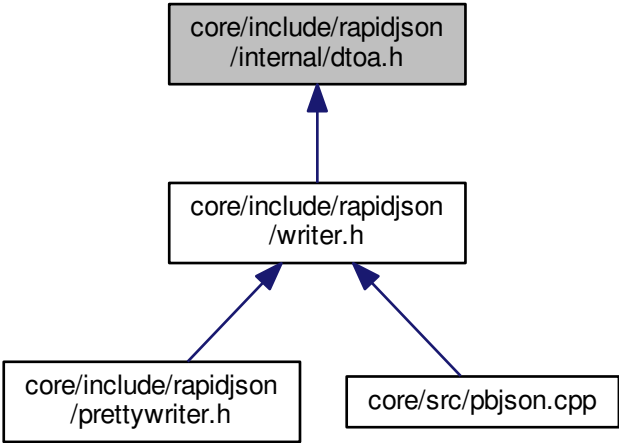 core/include/rapidjson
/internal/dtoa.h
core/include/rapidjson
/writer.h
core/include/rapidjson
/prettywriter.h
core/src/pbjson.cpp